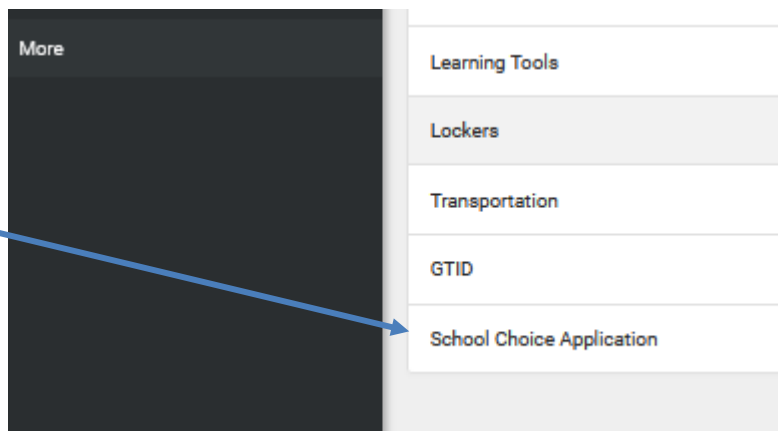 More
Learning Tools
Lockers
Transportation
GTID
School Choice Application